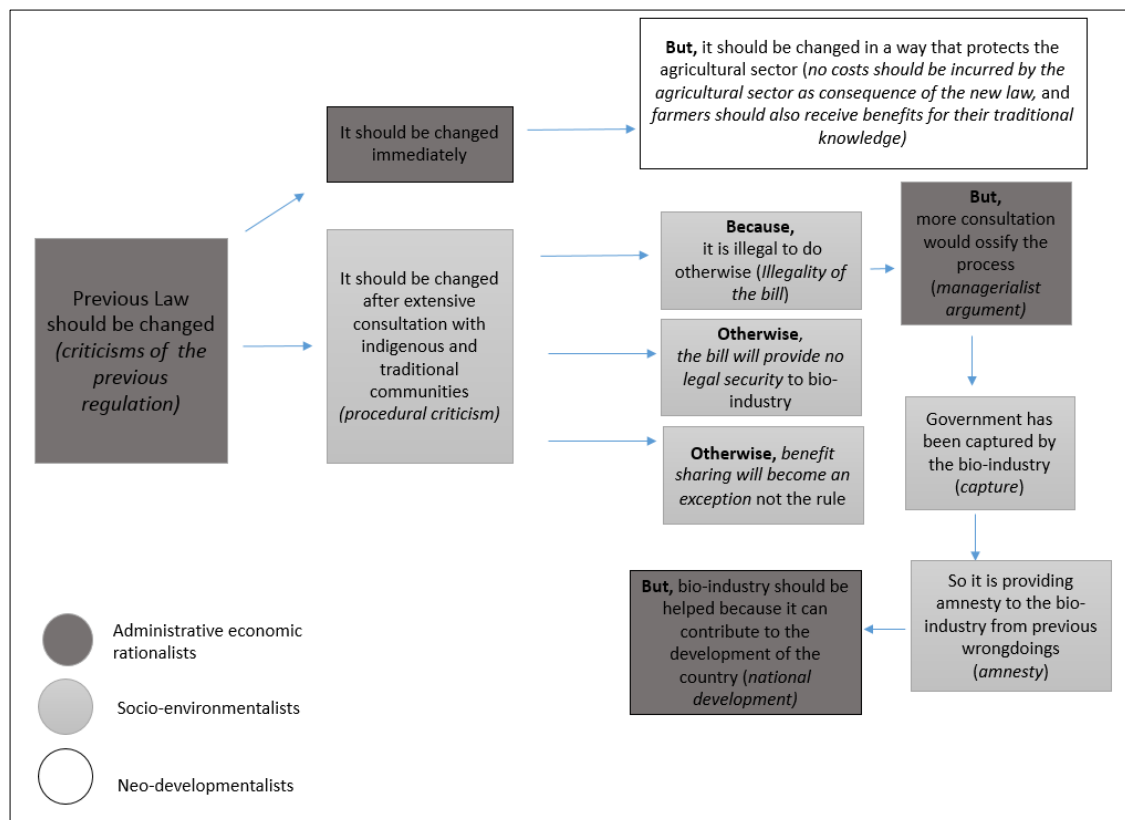 Previous Law
should be changed
(criticisms of the
previous
regulation)
It should be changed
immediately
But, it should be changed in a way that protects the
agricultural sector (no costs should be incurred by the
agricultural sector as consequence of the new law, and
farmers should also receive benefits for their traditional
knowledge)
It should be changed
after extensive
consultation with
indigenous and
traditional
communities
(procedural criticism)
Because,
it is illegal to do
otherwise (Illegality of
the bill)
But,
more consultation
would ossify the
process
(managerialist
argument)
Otherwise,
the bill will provide no
legal security to bio-
industry
Otherwise, benefit
sharing will become an
exception not the rule
Government has
been captured by
the bio-industry
(capture)
So it is providing
amnesty to the bio-
industry from previous
wrongdoings
(amnesty)
But, bio-industry should be
helped because it can
contribute to the
development of the
country (national
development)
Administrative economic
rationalists
Socio-environmentalists
Neo-developmentalists